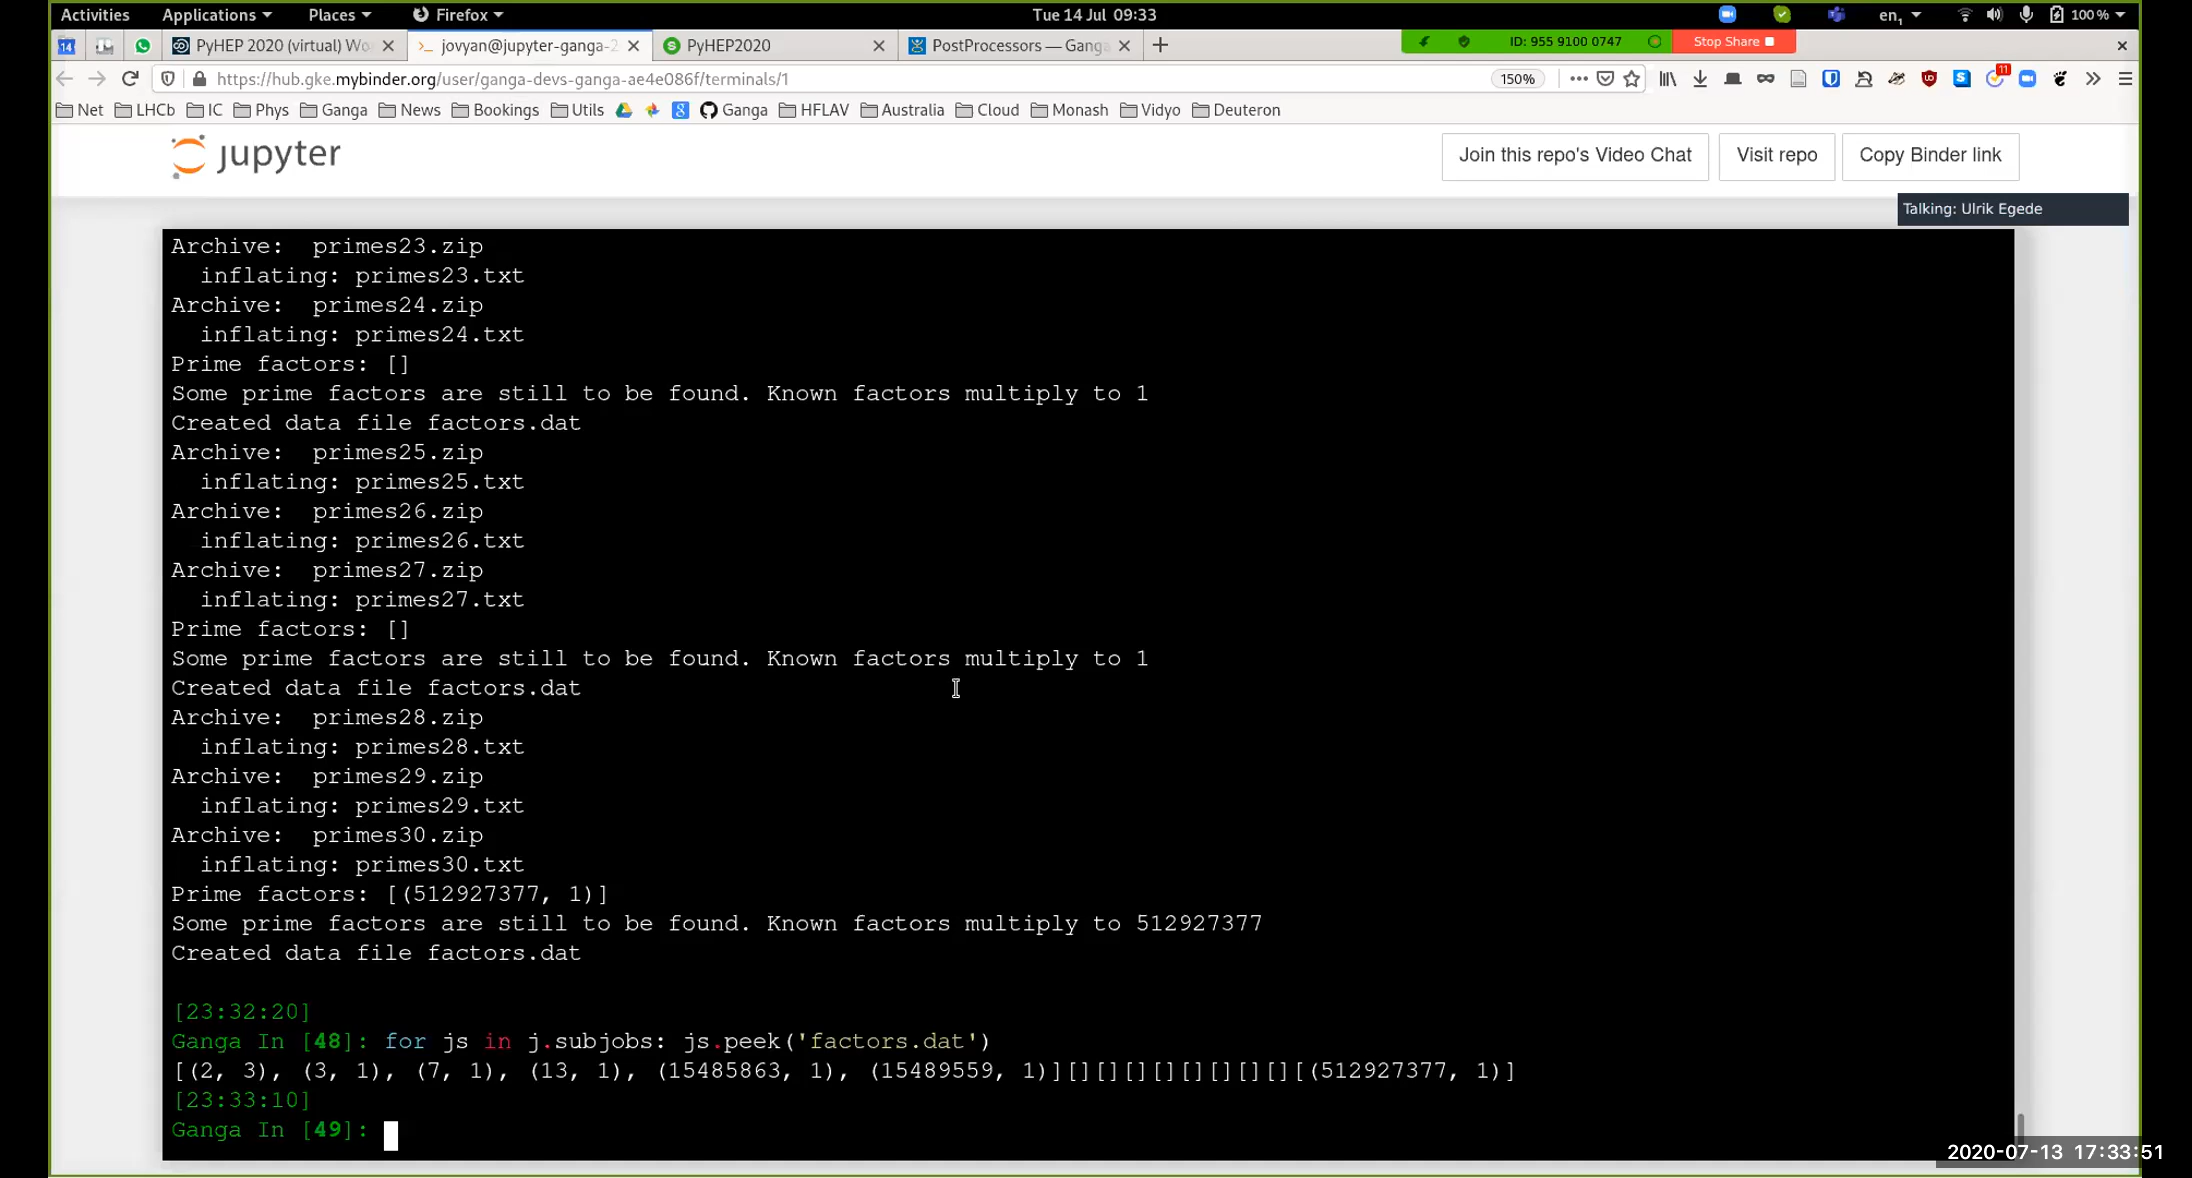 Activities Applications Places Firefox Tue 14 Jul 09:33 en1 100 %
14 PyHEP 2020 (virtual) Wo jovyan@jupyter-ganga-2 PyHEP2020 PostProcessors — Ganga ID: 955 9100 0747 Stop Share
https://hub.gke.mybinder.org/user/ganga-devs-ganga-ae4e086f/terminals/1 150% 11
Net LHCb IC Phys Ganga News Bookings Utils Ganga HFLAV Australia Cloud Monash Vidyo Deuteron
jupyter Join this repo's Video Chat Visit repo Copy Binder link
Talking: Ulrik Egede
Archive:  primes23.zip
  inflating: primes23.txt
Archive:  primes24.zip
  inflating: primes24.txt
Prime factors: []
Some prime factors are still to be found. Known factors multiply to 1
Created data file factors.dat
Archive:  primes25.zip
  inflating: primes25.txt
Archive:  primes26.zip
  inflating: primes26.txt
Archive:  primes27.zip
  inflating: primes27.txt
Prime factors: []
Some prime factors are still to be found. Known factors multiply to 1
Created data file factors.dat
Archive:  primes28.zip
  inflating: primes28.txt
Archive:  primes29.zip
  inflating: primes29.txt
Archive:  primes30.zip
  inflating: primes30.txt
Prime factors: [(512927377, 1)]
Some prime factors are still to be found. Known factors multiply to 512927377
Created data file factors.dat
[23:32:20]
Ganga In [48]: for js in j.subjobs: js.peek('factors.dat')
[(2, 3), (3, 1), (7, 1), (13, 1), (15485863, 1), (15489559, 1)][][][][][][][][][(512927377, 1)]
[23:33:10]
Ganga In [49]:
2020-07-13 17:33:51